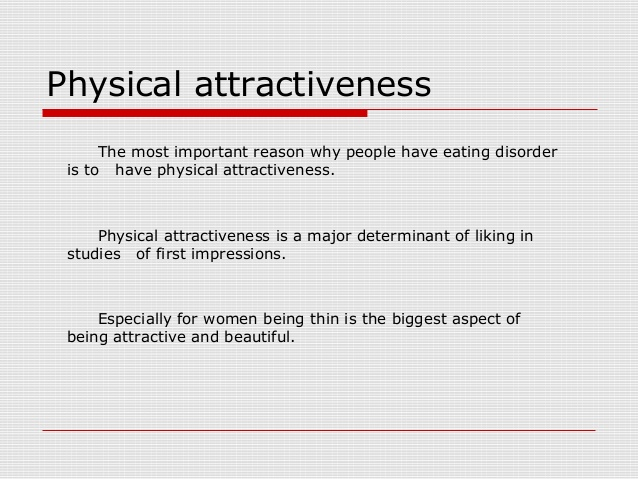 Physical attractiveness
The most important reason why people have eating disorder
is to have physical attractiveness.
Physical attractiveness is a major determinant of liking in
studies of first impressions.
Especially for women being thin is the biggest aspect of
being attractive and beautiful.